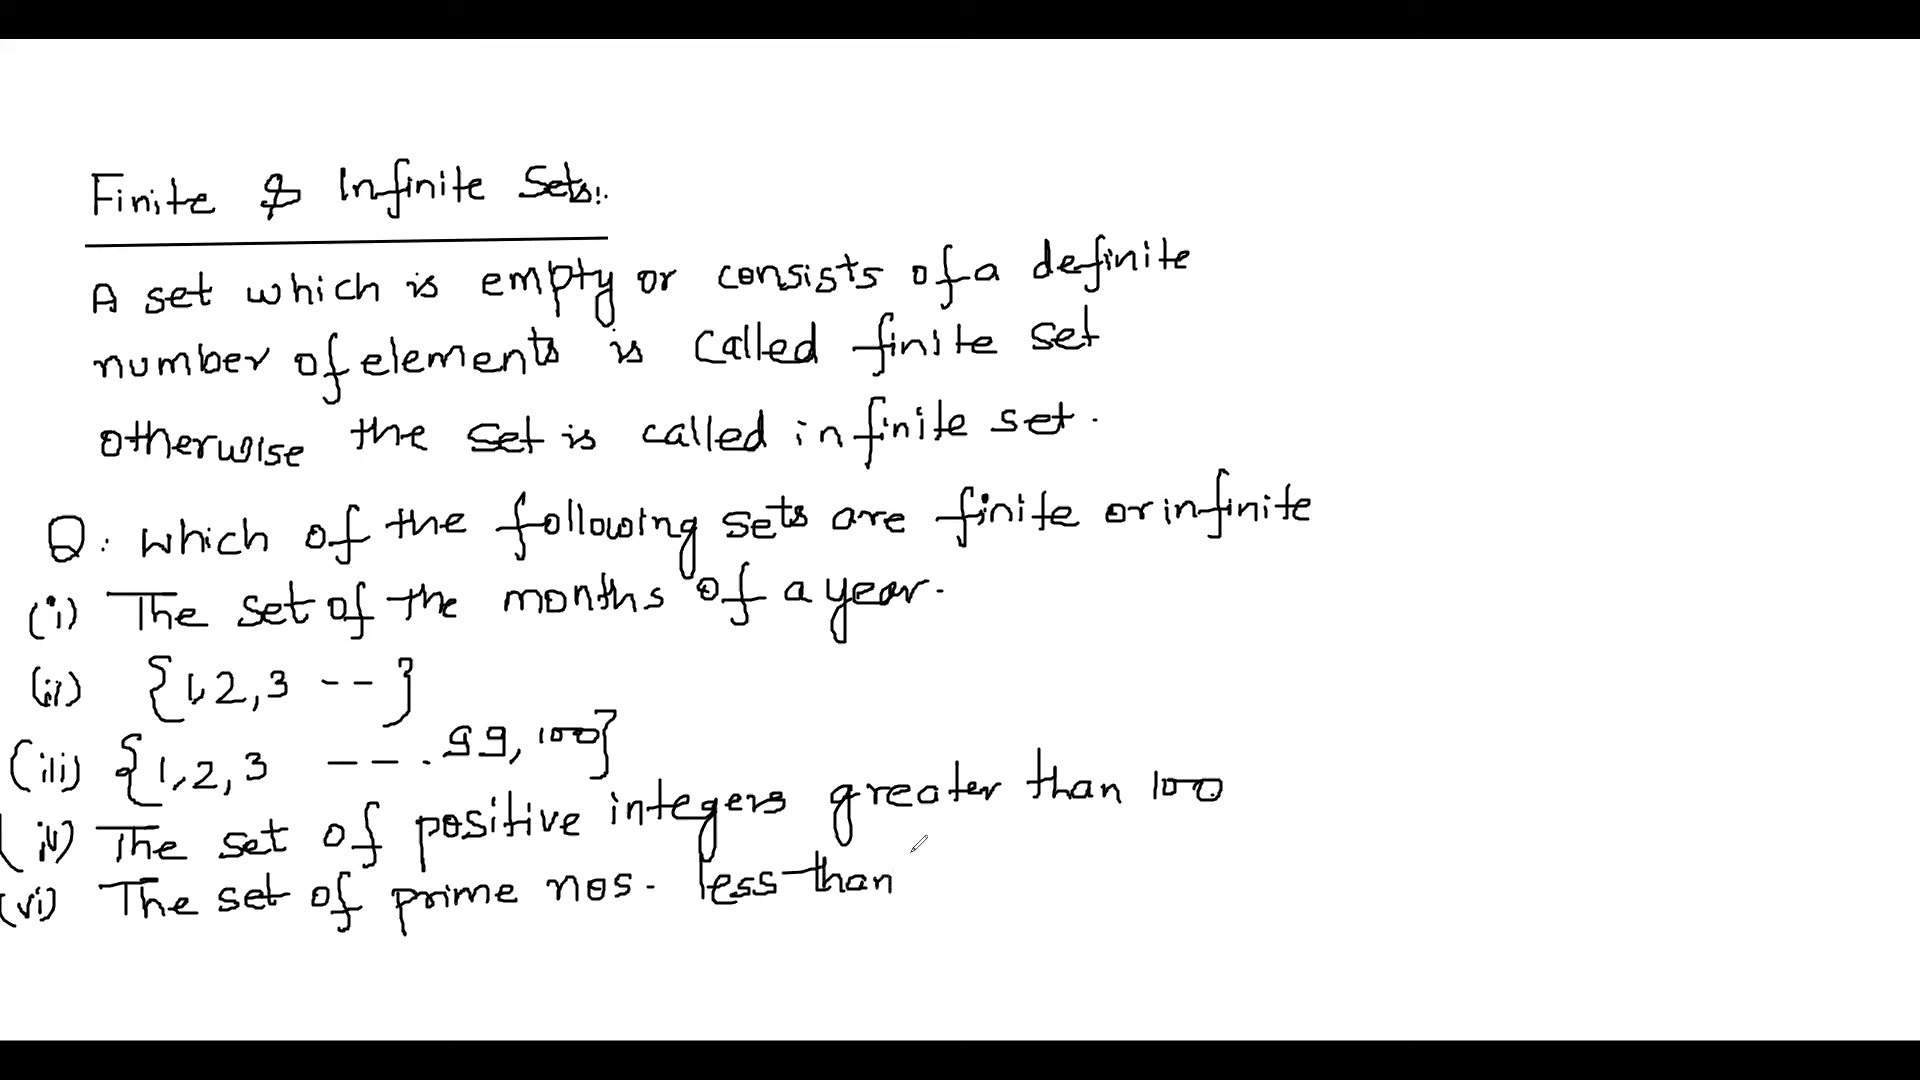 Finite & Infinite Sets:.
A set which is empty or consists of a definite
number of elements is called finite set
otherwise the set is called infinite set.
Q. which of the following sets are finite or infinite
(i) The set of the months of a year.
(ii) {1,2,3 -- }
(iii) {1,2,3 --- . 99, 100}
(iv) The set of positive integers greater than 100
(vi) The set of prime nos. less than